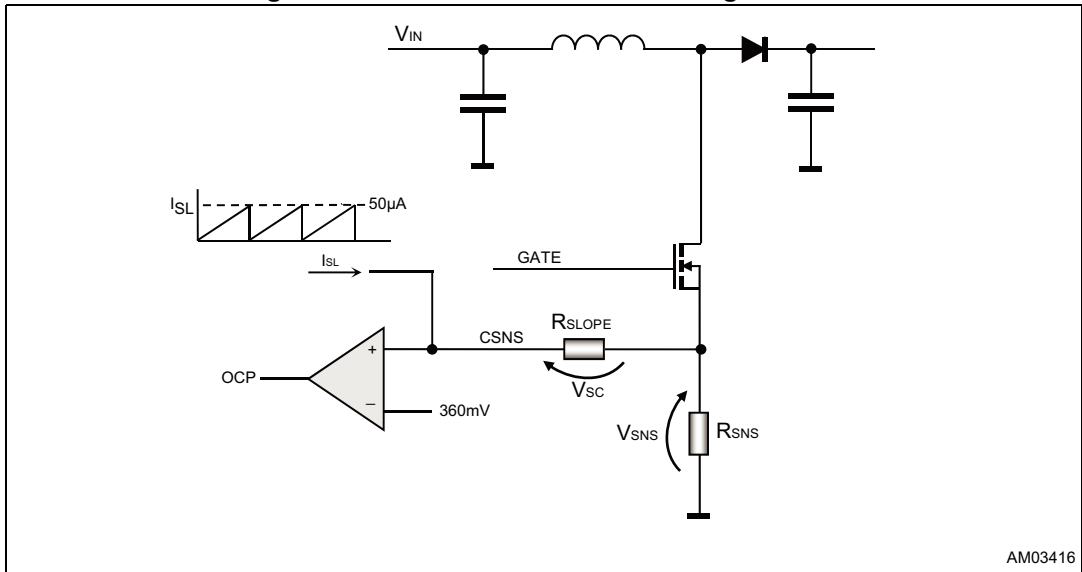 VIN
ISL
50µA
ISL
GATE
RSLOPE
CSNS
+
OCP
VSC
−
360mV
VSNS
RSNS
AM03416